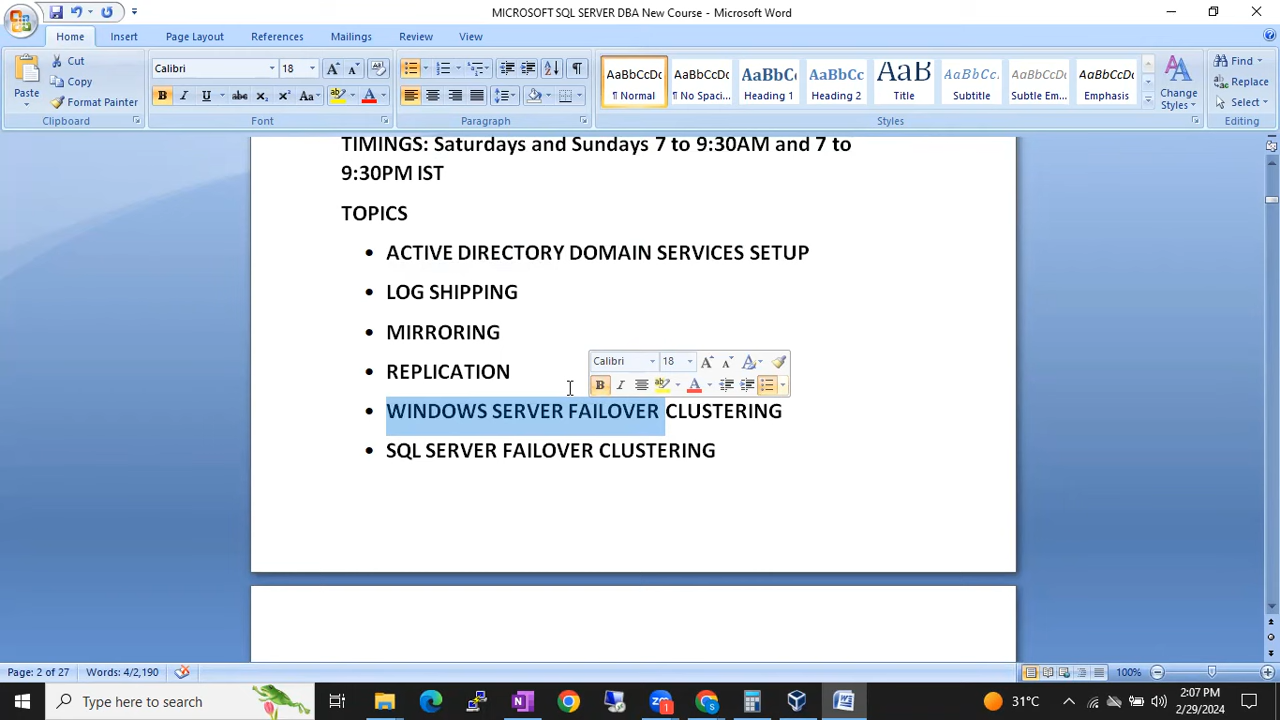 MICROSOFT SQL SERVER DBA New Course - Microsoft Word
Home Insert Page Layout References Mailings Review View
Paste
Cut
Copy
Format Painter
Clipboard
Calibri 18
Font
Paragraph
AaBbCcDc AaBbCcDc AaBbCc AaBbCc AaB AaBbCc. AaBbCcDc AaBbCcDc
¶ Normal ¶ No Spaci... Heading 1 Heading 2 Title Subtitle Subtle Em... Emphasis
Change Styles
Styles
Find
Replace
Select
Editing
TIMINGS: Saturdays and Sundays 7 to 9:30AM and 7 to
9:30PM IST
TOPICS
• ACTIVE DIRECTORY DOMAIN SERVICES SETUP
• LOG SHIPPING
• MIRRORING
• REPLICATION
Calibri 18
• WINDOWS SERVER FAILOVER CLUSTERING
• SQL SERVER FAILOVER CLUSTERING
Page: 2 of 27 Words: 4/2,190 100%
Type here to search
31°C
2:07 PM
2/29/2024